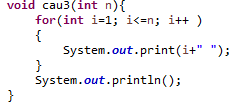 void cau3(int n){
    for(int i=1; i<=n; i++ )
    {
        System.out.print(i+" ");
    }
    System.out.println();
}